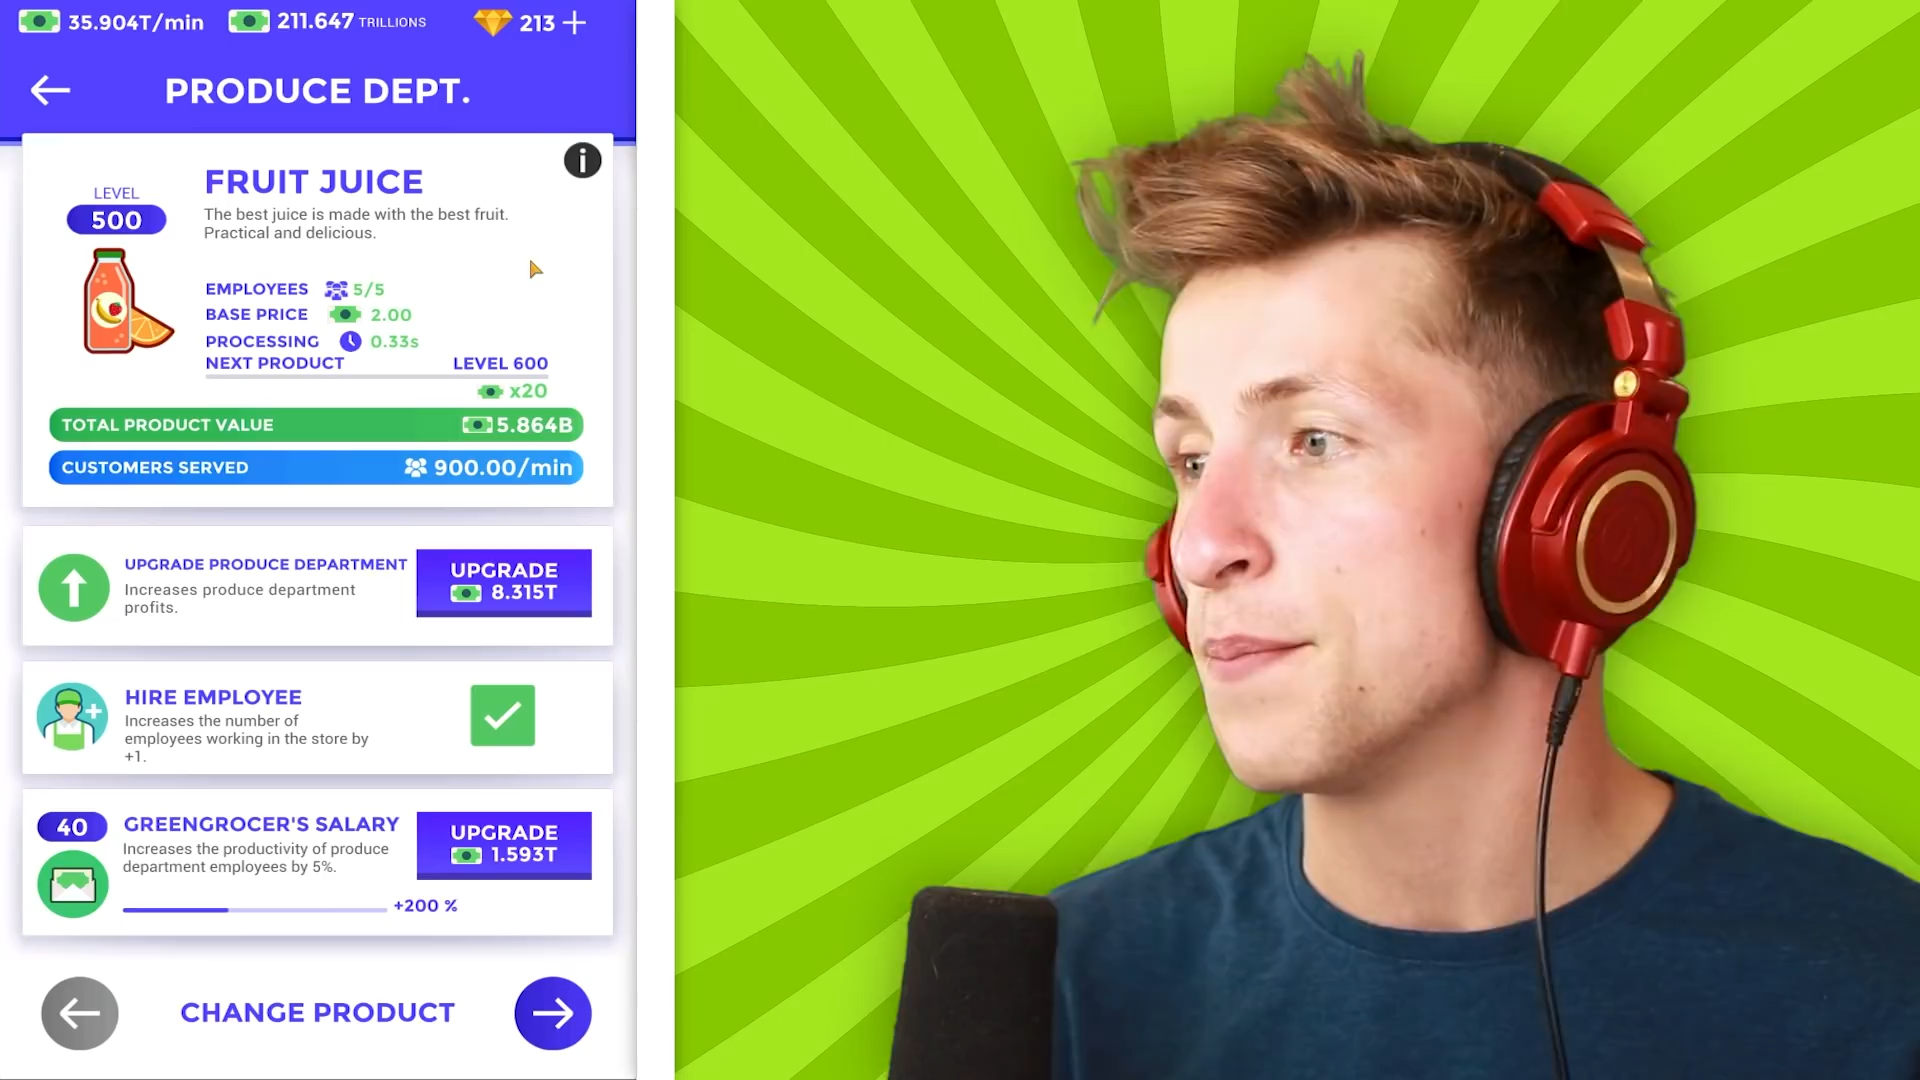 35.904T/min 211.647 TRILLIONS 213 +
PRODUCE DEPT.
i
LEVEL
500
FRUIT JUICE
The best juice is made with the best fruit.
Practical and delicious.
EMPLOYEES 5/5
BASE PRICE 2.00
PROCESSING 0.33s
NEXT PRODUCT LEVEL 600
x20
TOTAL PRODUCT VALUE 5.864B
CUSTOMERS SERVED 900.00/min
UPGRADE PRODUCE DEPARTMENT
Increases produce department
profits.
UPGRADE
8.315T
HIRE EMPLOYEE
Increases the number of
employees working in the store by
+1.
40
GREENGROCER'S SALARY
Increases the productivity of produce
department employees by 5%.
+200 %
UPGRADE
1.593T
CHANGE PRODUCT